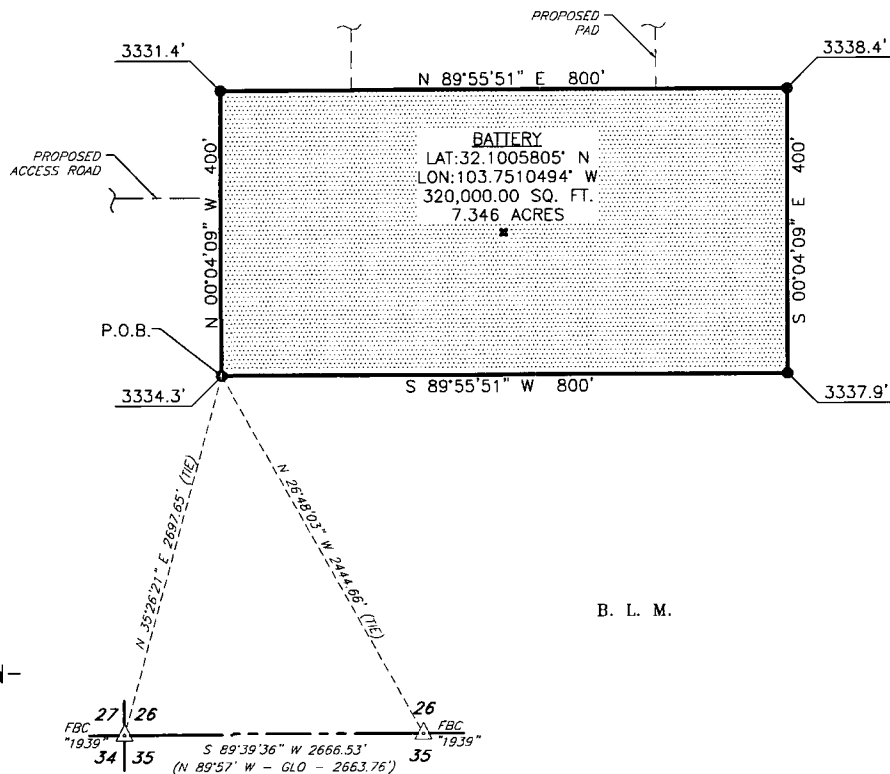 PROPOSED
PAD
3331.4'
3338.4'
N 89°55'51" E 800'
PROPOSED
ACCESS ROAD
N 00°04'09" W 400'
BATTERY
LAT:32.1005805° N
LON:103.7510494° W
320,000.00 SQ. FT.
7.346 ACRES
S 00°04'09" E 400'
P.O.B.
3334.3'
S 89°55'51" W 800'
3337.9'
N 35°26'21" E 2697.65' (TIE)
N 26°48'03" W 2444.66' (TIE)
B. L. M.
N-
27 26
FBC
"1939"
34 35
S 89°39'36" W 2666.53'
(N 89°57' W - GLO - 2663.76')
26
FBC
"1939"
35